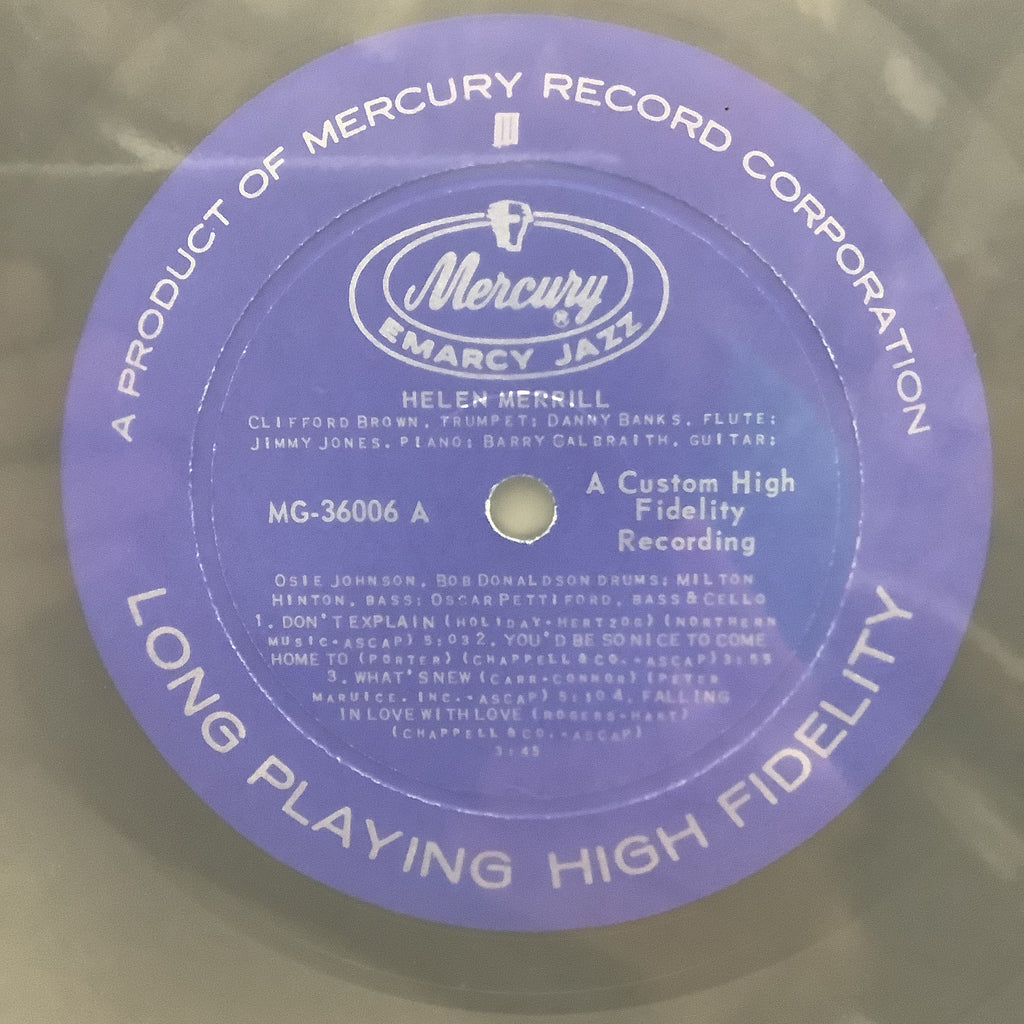 A PRODUCT OF MERCURY RECORD CORPORATION
Mercury
®
EMARCY JAZZ
HELEN MERRILL
CLIFFORD BROWN, TRUMPET; DANNY BANKS, FLUTE;
JIMMY JONES, PIANO; BARRY GALBRAITH, GUITAR;
MG-36006 A
A Custom High
Fidelity
Recording
OSIE JOHNSON, BOB DONALDSON DRUMS; MILTON
HINTON, BASS; OSCAR PETTIFORD, BASS & CELLO
1. DON'T EXPLAIN (HOLIDAY-HERTZOG) (NORTHERN
MUSIC-ASCAP) 5:03 2. YOU'D BE SO NICE TO COME
HOME TO (PORTER) (CHAPPELL & CO.-ASCAP) 3:55
3. WHAT'S NEW (CARR-CONNOR) (PETER
MARUICE, INC.-ASCAP) 5:10 4. FALLING
IN LOVE WITH LOVE (ROGERS-HART)
(CHAPPELL & CO.-ASCAP)
3:45
LONG PLAYING HIGH FIDELITY